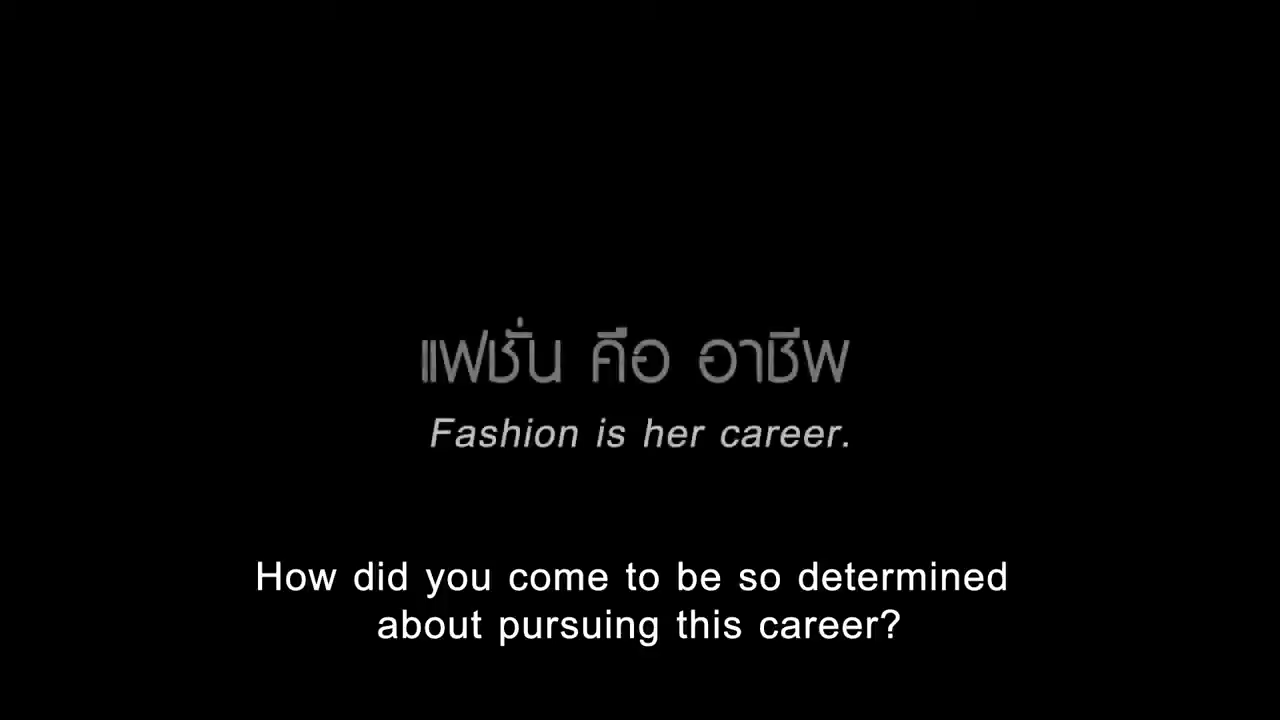 แฟชั่น คือ อาชีพ
Fashion is her career.
How did you come to be so determined
about pursuing this career?